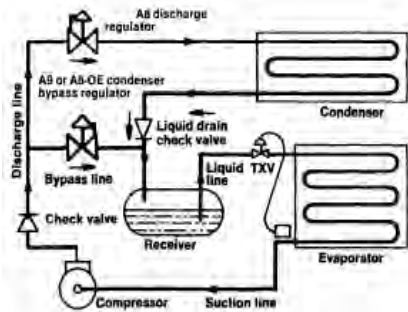 A8 discharge
regulator
A9 or A8-OE condenser
bypass regulator
Condenser
Discharge line
Liquid drain
check valve
Liquid
line
TXV
Bypass line
Check valve
Receiver
Evaporator
Compressor
Suction line